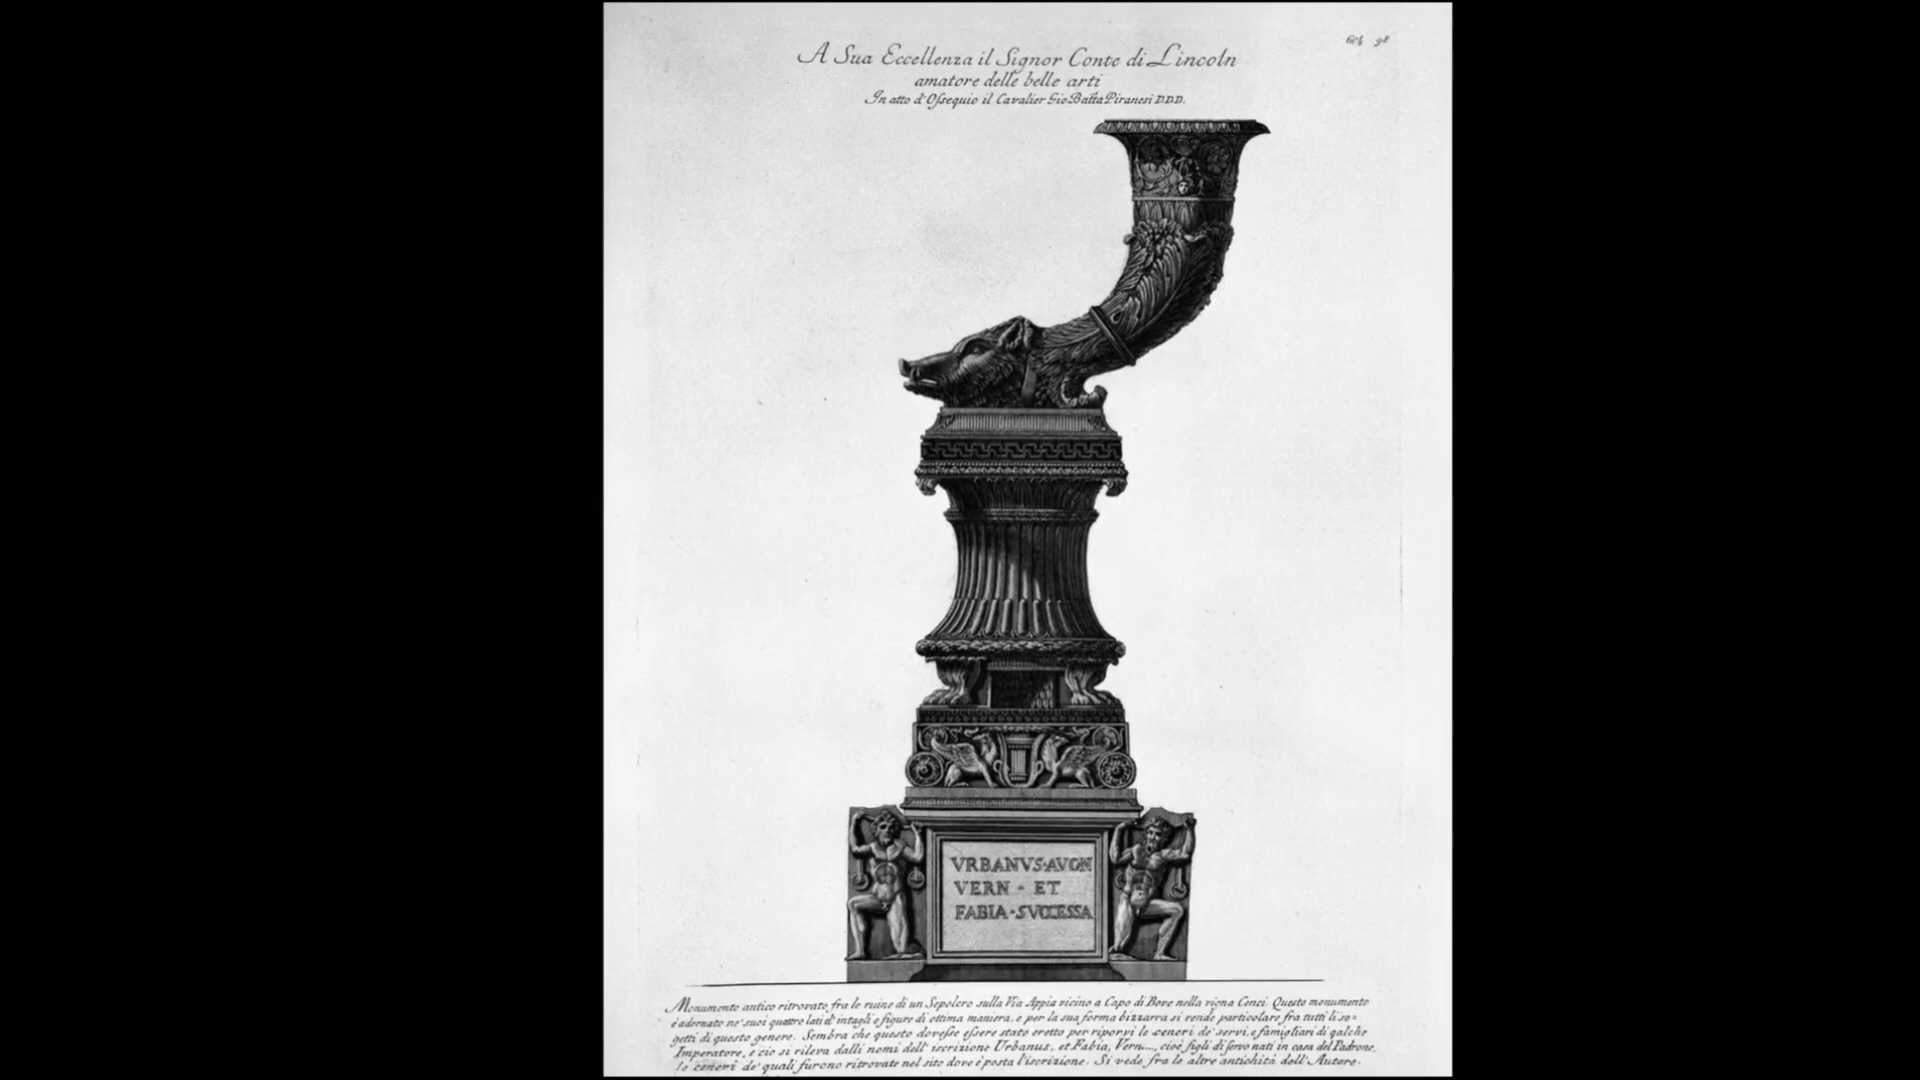 A Sua Eccellenza il Signor Conte di Lincoln
amatore delle belle arti
In atto d'Ossequio il Cavalier Gio Batta Piranesi D.D.D.
VRBANVS·AVGN
VERN · ET
FABIA·SVCCESSA
Monumento antico ritrovato fra le ruine di un Sepolcro sulla Via Appia vicino a Capo di Bove nella vigna Cenci. Questo monumento
è adornato ne' suoi quattro lati d'intagli e figure di ottima maniera, e per la sua forma bizzarra si rende particolare fra tutti li sog=
getti di questo genere. Sembra che questo dovesse essere stato eretto per riporvi le ceneri de' servi, e famigliari di qalche
Imperatore, e ciò si rileva dalli nomi dell' iscrizione Urbanus, et Fabia, Vern...., cioè figli di servo nati in casa del Padrone,
le ceneri de' quali furono ritrovate nel sito dove è posta l'iscrizione. Si vede fra le altre antichità dell' Autore.